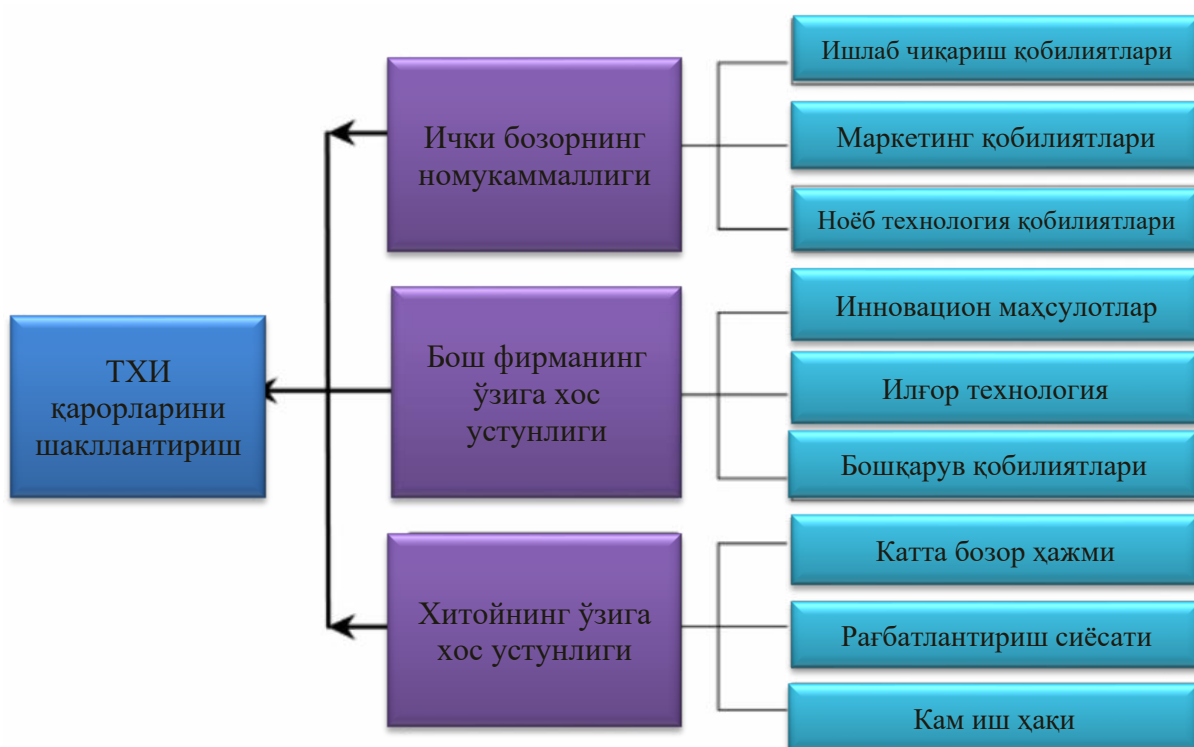 ТХИ
қарорларини
шакллантириш
Ички бозорнинг
номукаммаллиги
Ишлаб чиқариш қобилиятлари
Маркетинг қобилиятлари
Ноёб технология қобилиятлари
Бош фирманинг
ўзига хос
устунлиги
Инновацион маҳсулотлар
Илғор технология
Бошқарув қобилиятлари
Хитойнинг ўзига
хос устунлиги
Катта бозор ҳажми
Рағбатлантириш сиёсати
Кам иш ҳақи